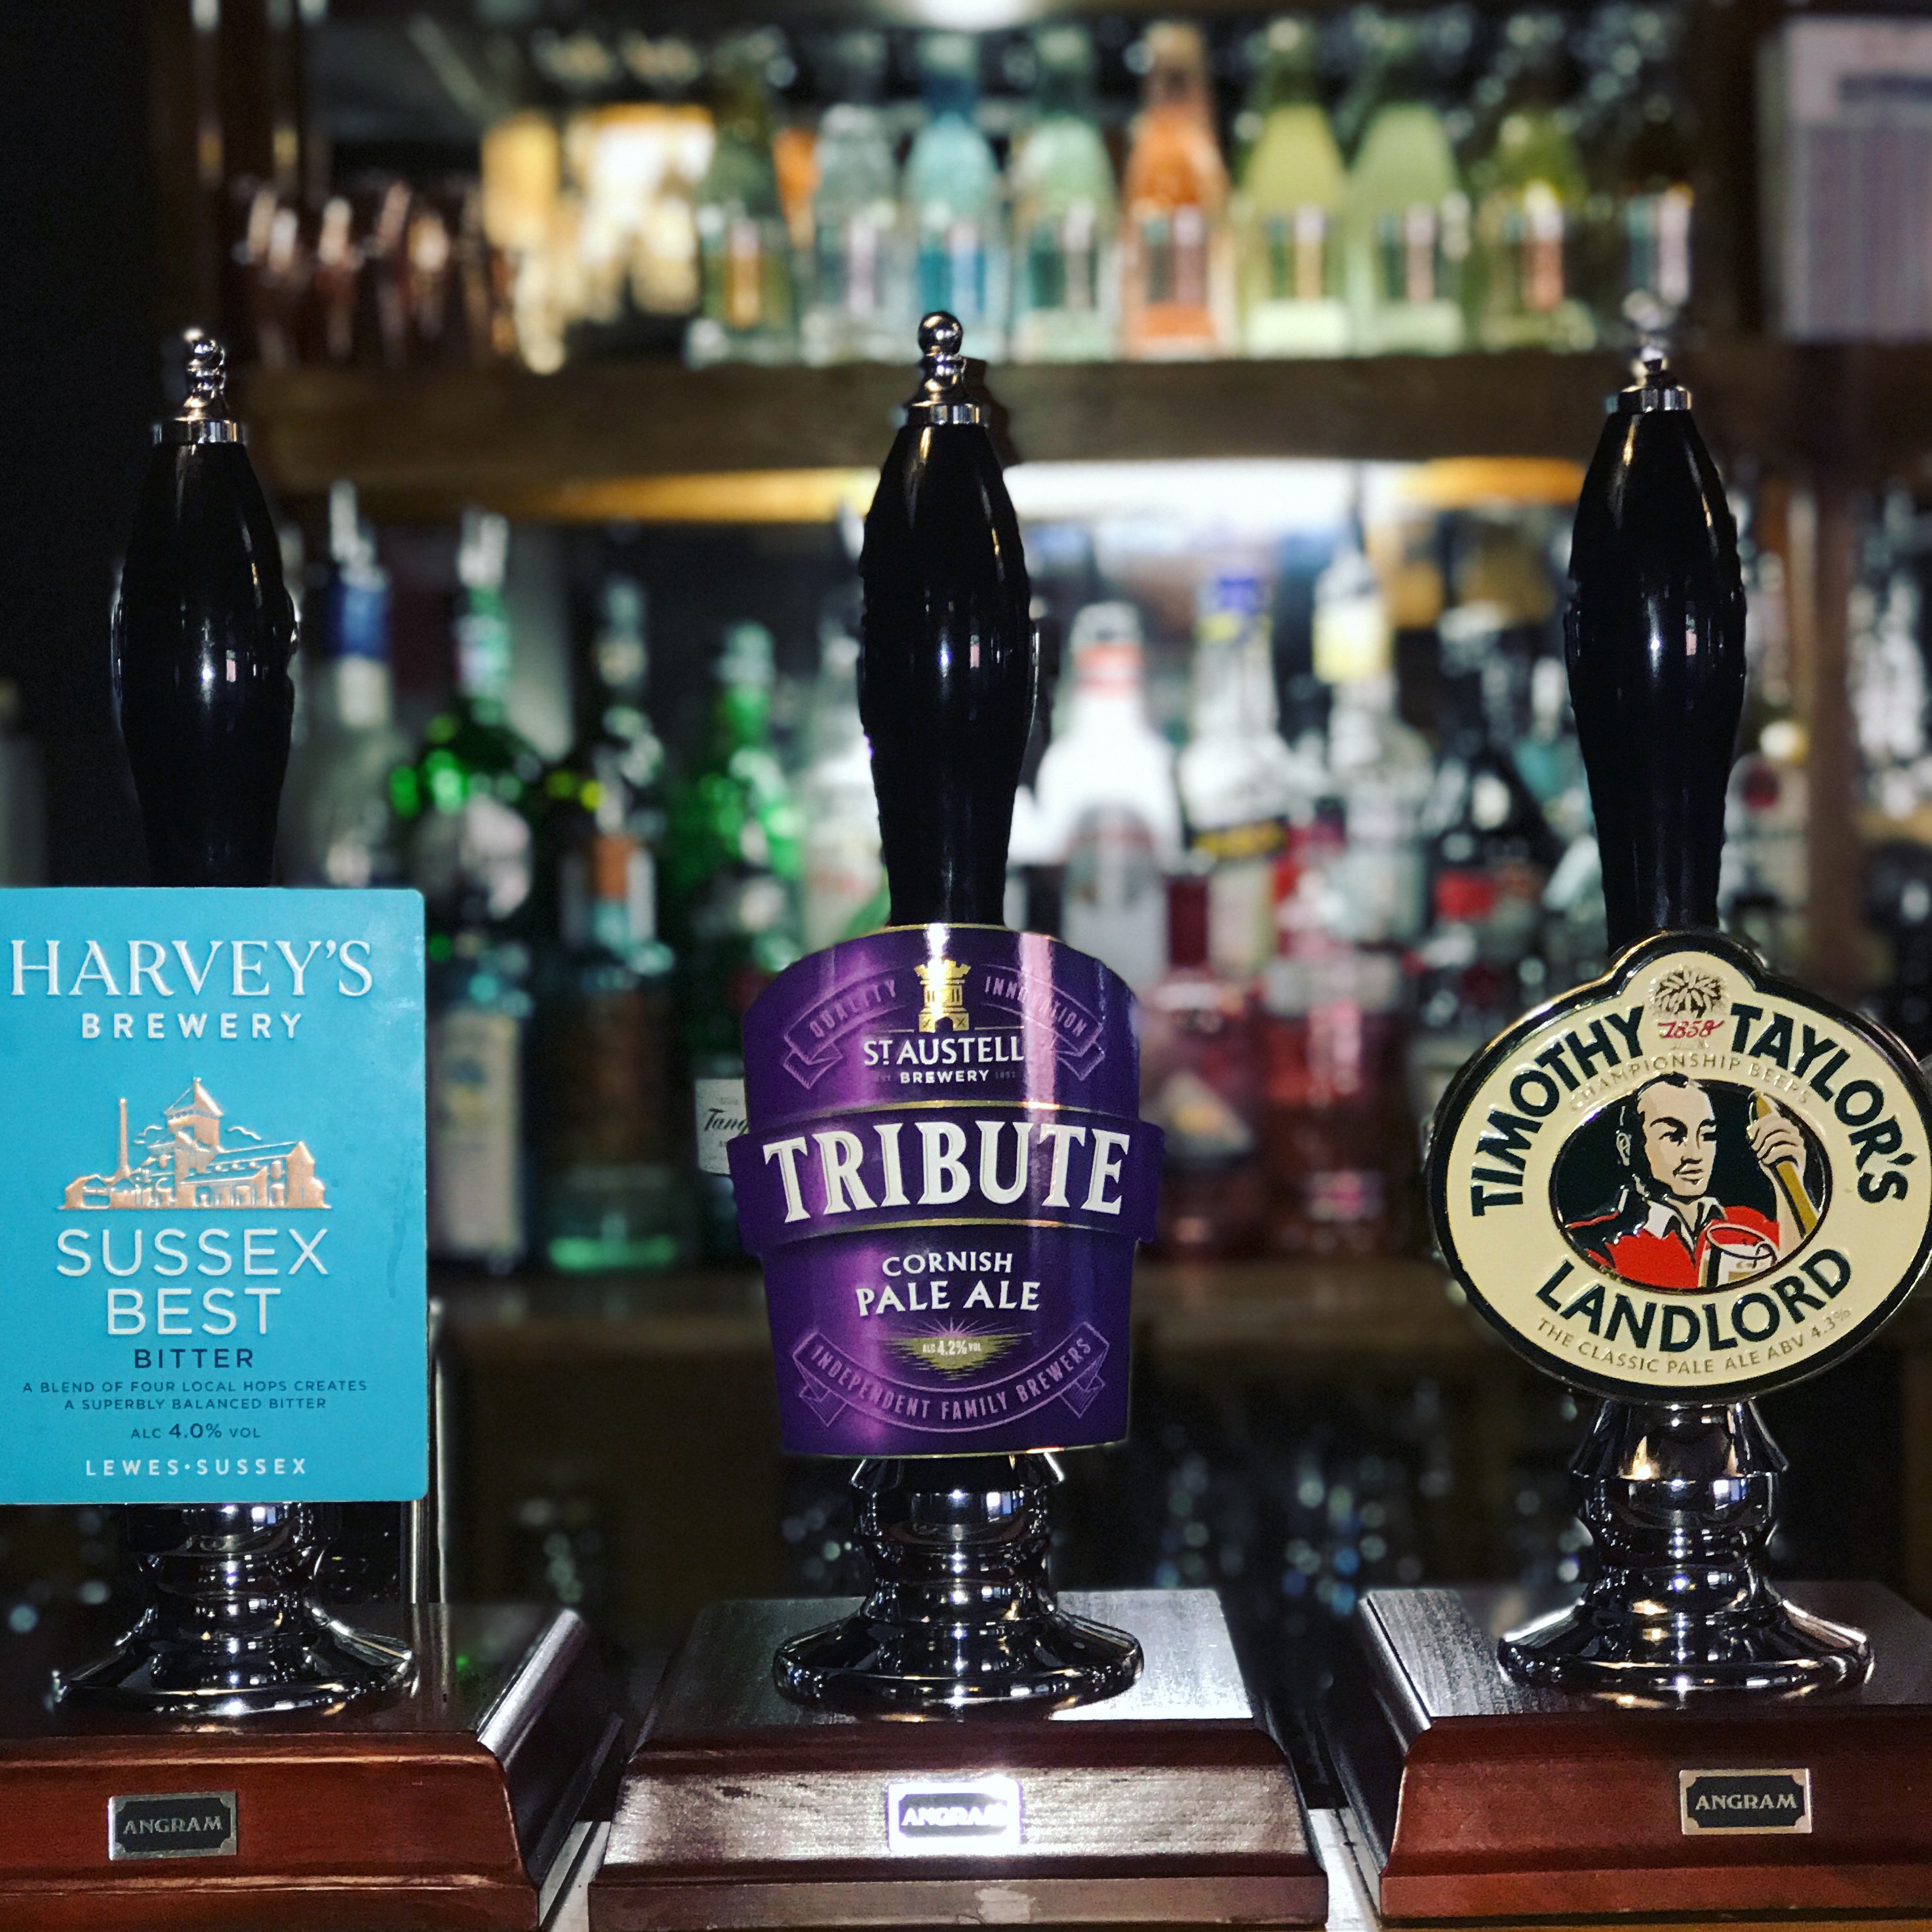 HARVEY'S
BREWERY
SUSSEX
BEST
BITTER
A BLEND OF FOUR LOCAL HOPS CREATES
A SUPERBLY BALANCED BITTER
ALC 4.0% VOL
LEWES·SUSSEX
ANGRAM
QUALITY INNOVATION
ST AUSTELL
BREWERY
TRIBUTE
CORNISH
PALE ALE
ALC 4.2% VOL
INDEPENDENT FAMILY BREWERS
ANGRAM
TIMOTHY TAYLOR'S
1858
CHAMPIONSHIP BEERS
LANDLORD
THE CLASSIC PALE ALE ABV 4.3%
ANGRAM